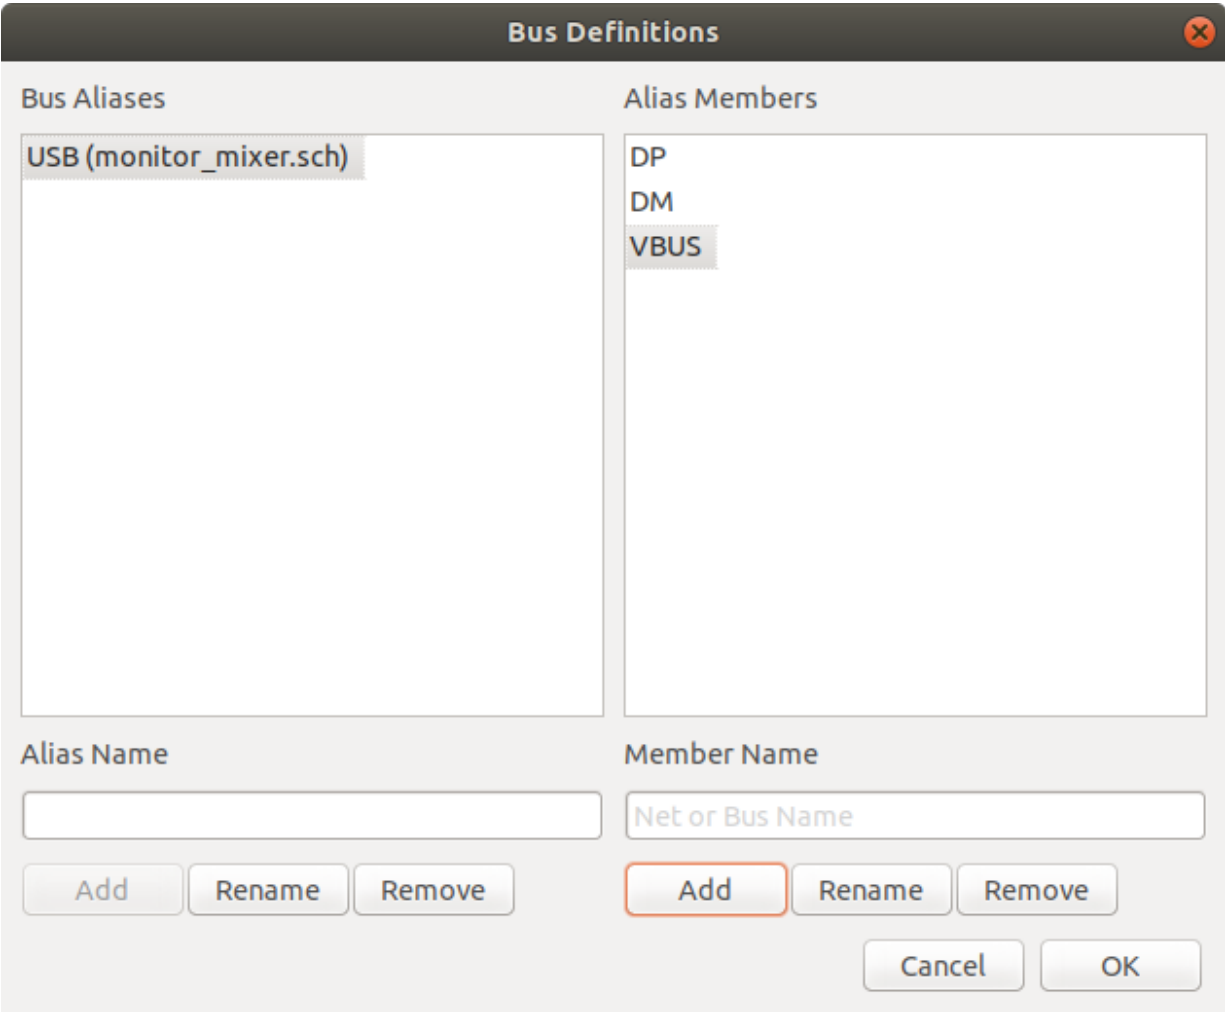 Bus Definitions
Bus Aliases
Alias Members
USB (monitor_mixer.sch)
DP
DM
VBUS
Alias Name
Member Name
Net or Bus Name
Add Rename Remove
Add Rename Remove
Cancel OK